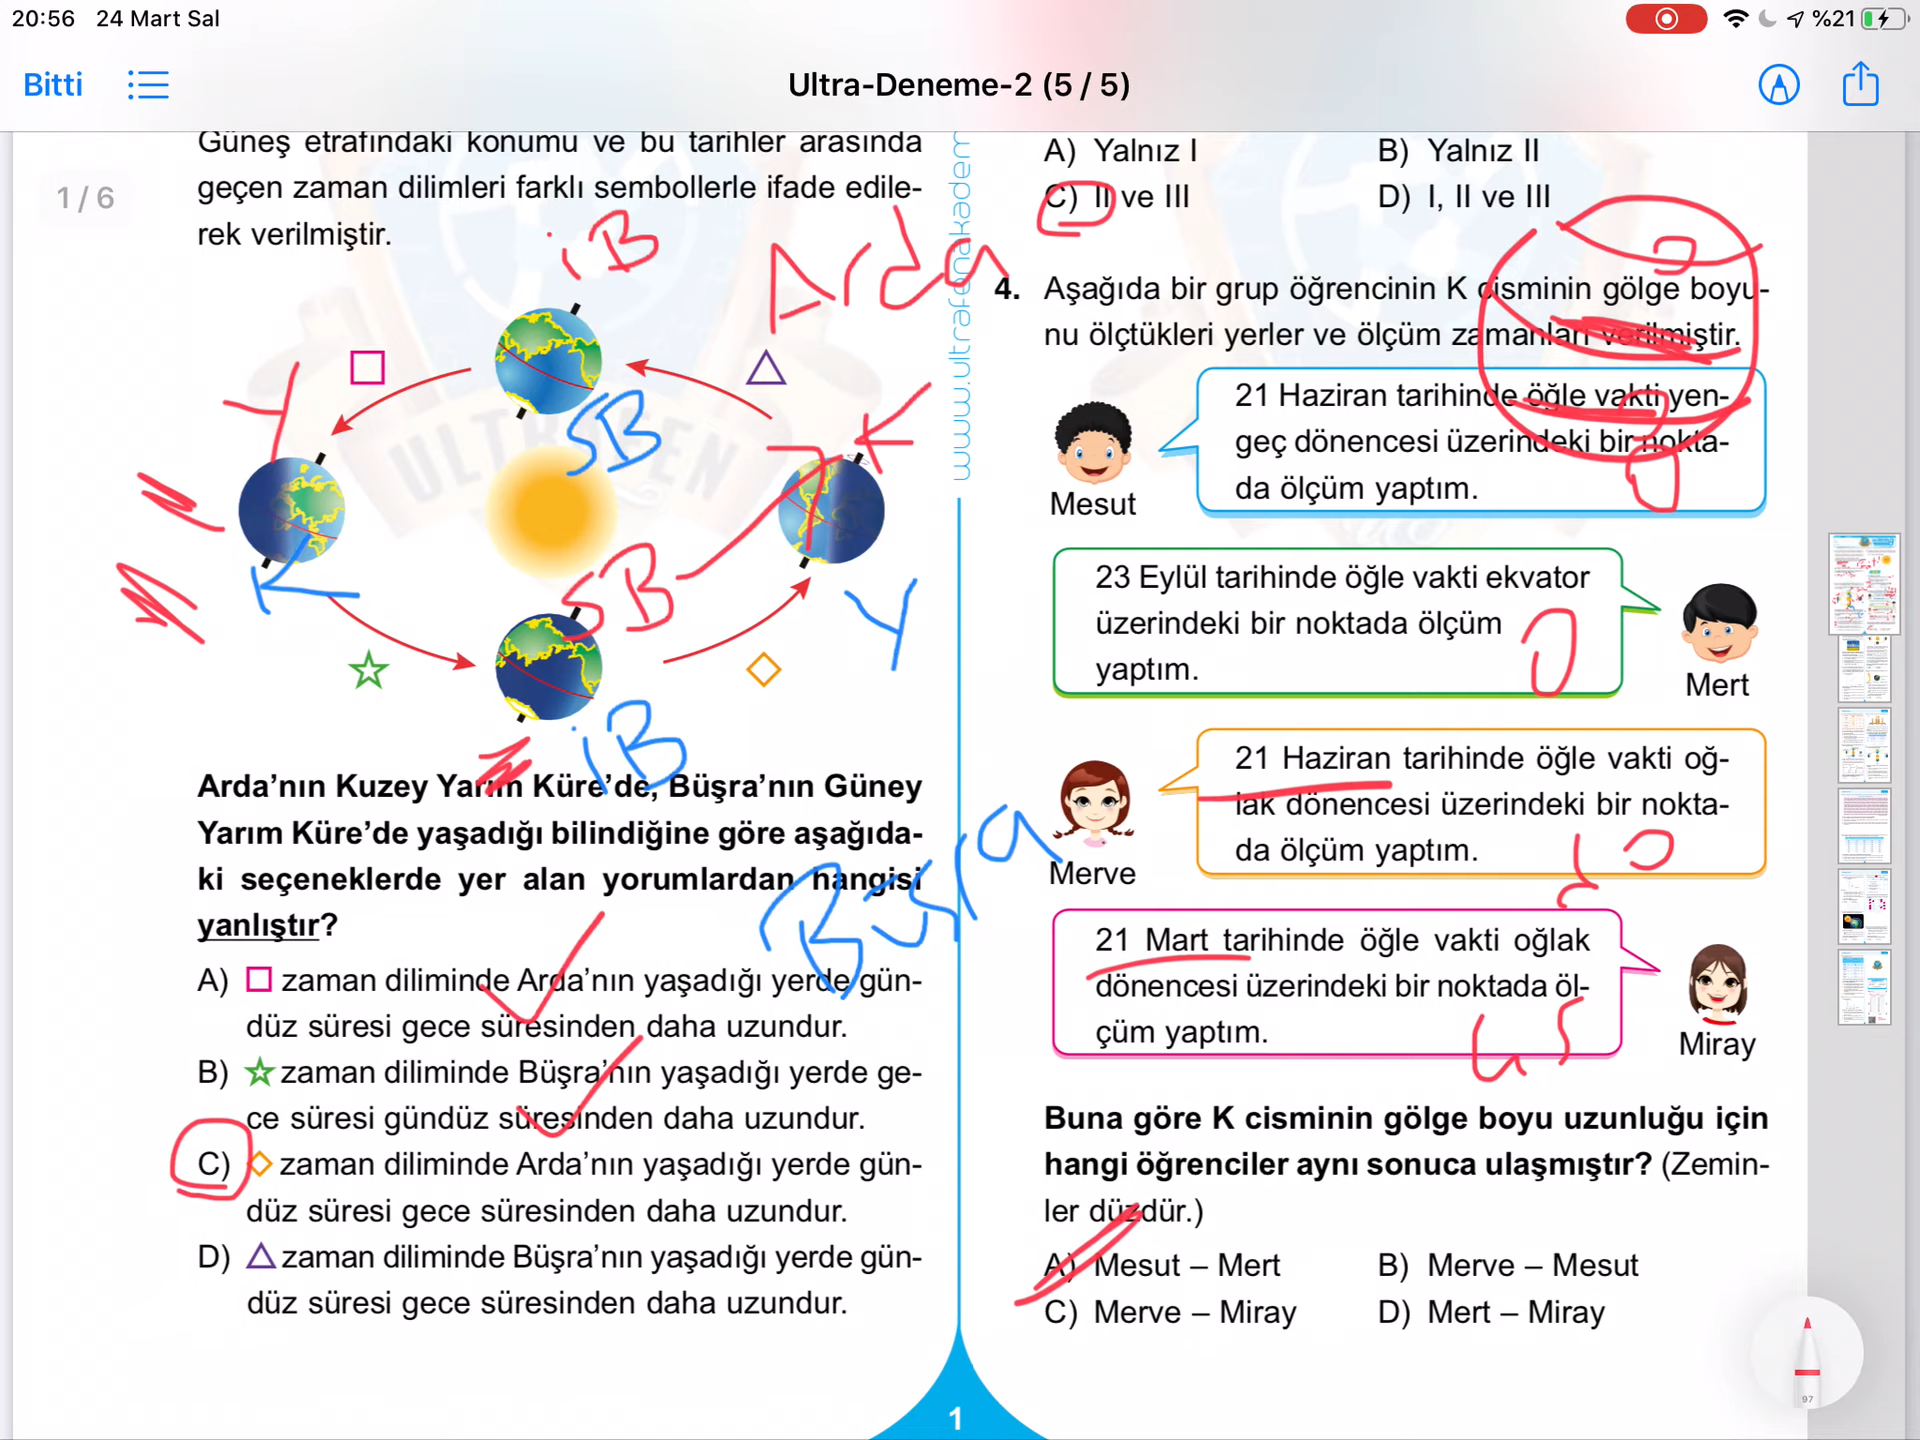 20:56 24 Mart Sal
%21
Bitti
Ultra-Deneme-2 (5 / 5)
1 / 6
Güneş etrafındaki konumu ve bu tarihler arasında
geçen zaman dilimleri farklı sembollerle ifade edile-
rek verilmiştir.
iB
Arda
SB
Y
K
K
SB
Y
iB
Büşra
ULTR
EN
Arda'nın Kuzey Yarım Küre'de, Büşra'nın Güney
Yarım Küre'de yaşadığı bilindiğine göre aşağıda-
ki seçeneklerde yer alan yorumlardan hangisi
yanlıştır?
A) zaman diliminde Arda'nın yaşadığı yerde gün-
düz süresi gece süresinden daha uzundur.
B) zaman diliminde Büşra'nın yaşadığı yerde ge-
ce süresi gündüz süresinden daha uzundur.
C) zaman diliminde Arda'nın yaşadığı yerde gün-
düz süresi gece süresinden daha uzundur.
D) zaman diliminde Büşra'nın yaşadığı yerde gün-
düz süresi gece süresinden daha uzundur.
www.ultrafenakadem
A) Yalnız I B) Yalnız II
C) II ve III D) I, II ve III
4. Aşağıda bir grup öğrencinin K cisminin gölge boyu-
nu ölçtükleri yerler ve ölçüm zamanları verilmiştir.
21 Haziran tarihinde öğle vakti yen-
geç dönencesi üzerindeki bir nokta-
da ölçüm yaptım.
Mesut
0
23 Eylül tarihinde öğle vakti ekvator
üzerindeki bir noktada ölçüm
yaptım.
0
Mert
21 Haziran tarihinde öğle vakti oğ-
lak dönencesi üzerindeki bir nokta-
da ölçüm yaptım.
Merve
21 Mart tarihinde öğle vakti oğlak
dönencesi üzerindeki bir noktada öl-
çüm yaptım.
Miray
Buna göre K cisminin gölge boyu uzunluğu için
hangi öğrenciler aynı sonuca ulaşmıştır? (Zemin-
ler düzdür.)
A) Mesut – Mert B) Merve – Mesut
C) Merve – Miray D) Mert – Miray
1
97